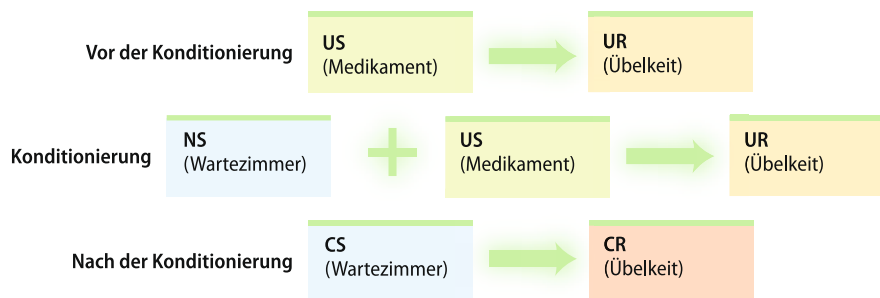 Vor der Konditionierung
US
(Medikament)
UR
(Übelkeit)
Konditionierung
NS
(Wartezimmer)
US
(Medikament)
UR
(Übelkeit)
Nach der Konditionierung
CS
(Wartezimmer)
CR
(Übelkeit)